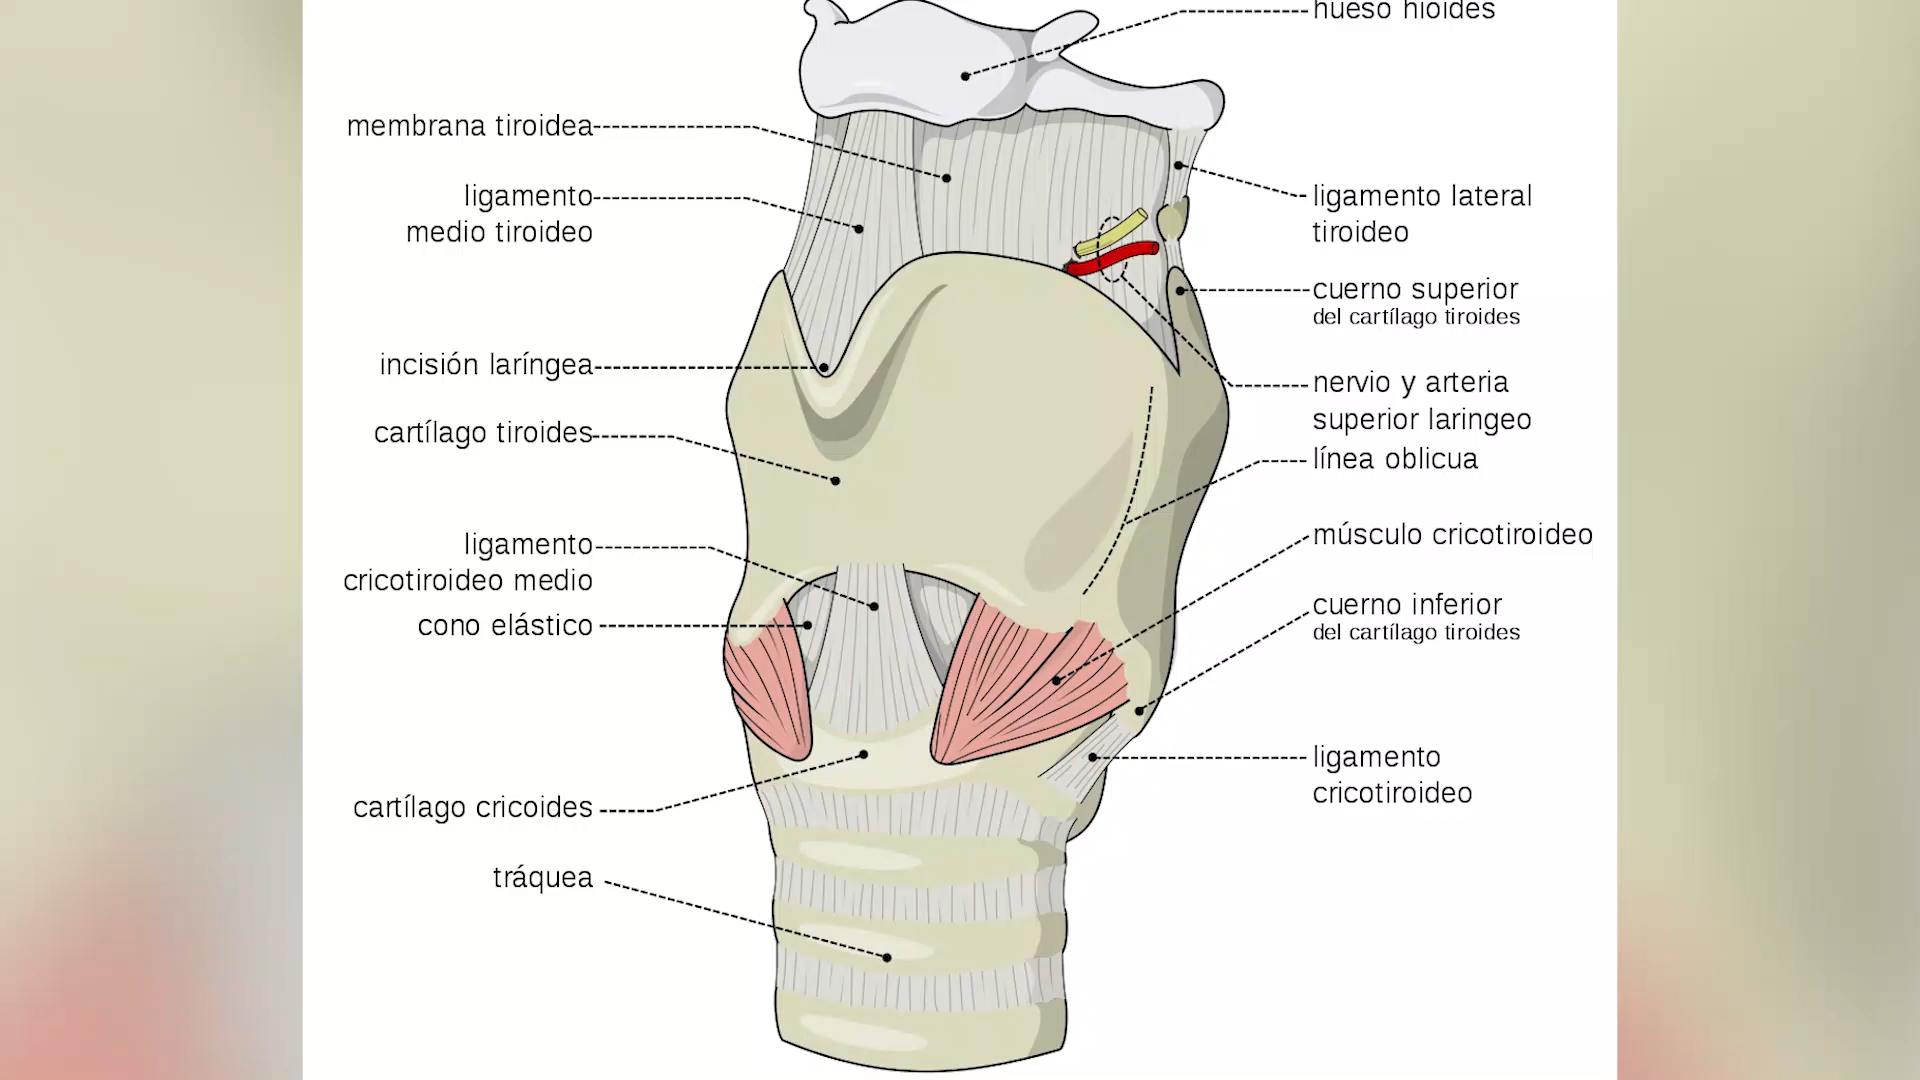 hueso hioides
membrana tiroidea
ligamento
medio tiroideo
incisión laríngea
cartílago tiroides
ligamento
cricotiroideo medio
cono elástico
cartílago cricoides
tráquea
ligamento lateral
tiroideo
cuerno superior
del cartílago tiroides
nervio y arteria
superior laringeo
línea oblicua
músculo cricotiroideo
cuerno inferior
del cartílago tiroides
ligamento
cricotiroideo